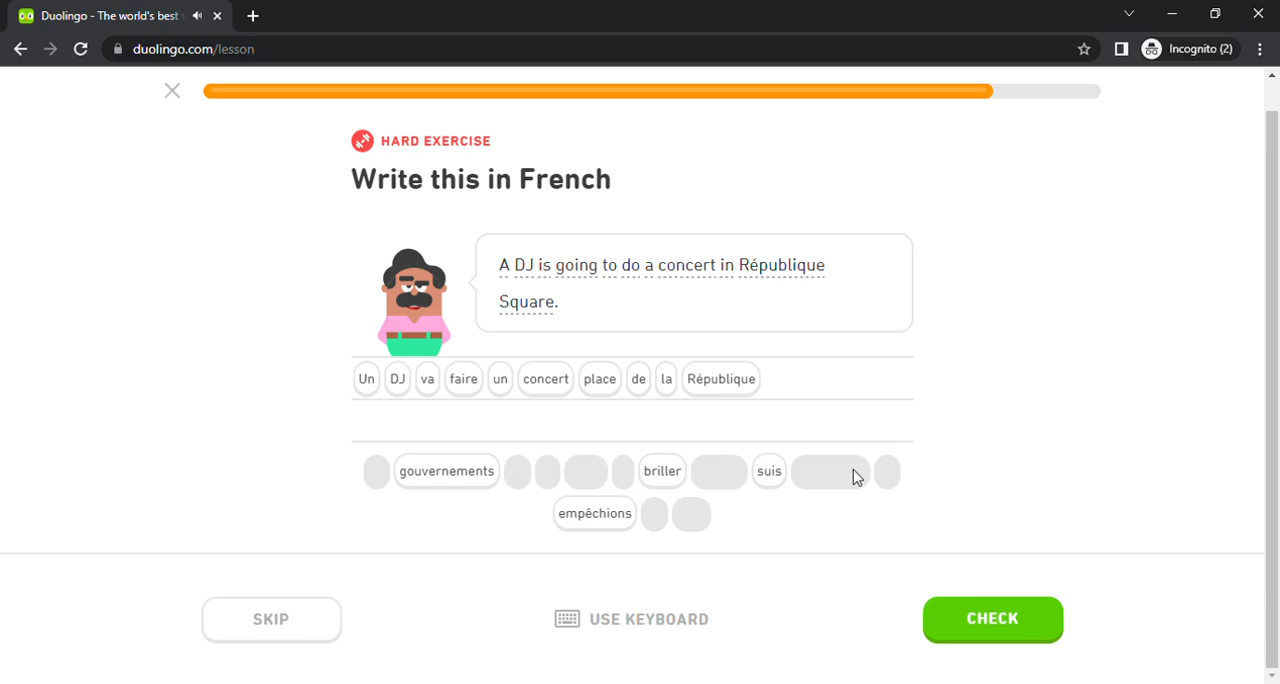 Duolingo - The world's best
duolingo.com/lesson
Incognito (2)
HARD EXERCISE
Write this in French
A DJ is going to do a concert in République
Square.
Un DJ va faire un concert place de la République
gouvernements briller suis
empêchions
SKIP USE KEYBOARD CHECK